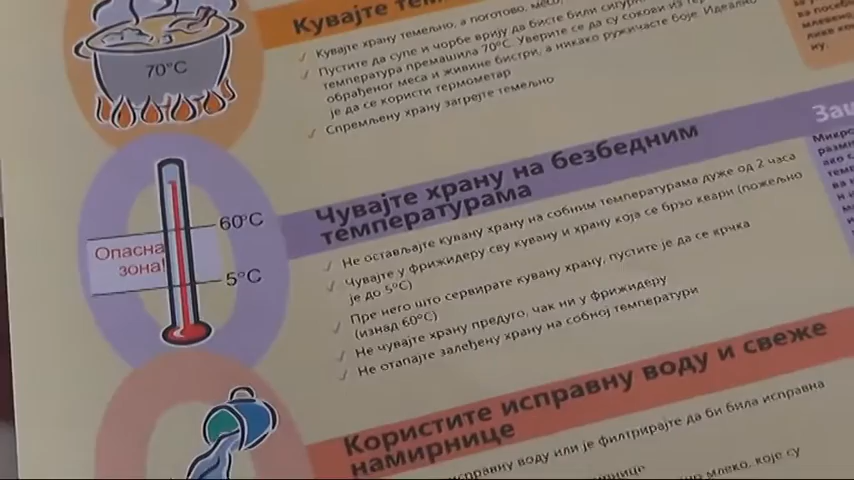 Кувајте
70°C
Кувајте храну темељно, а поготово, месо,
Пустите да супе и чорбе врију да бисте били
температура премашила 70°C. Уверите се да су сокови из
обрађеног меса и живине бистри, а никако ружичасте боје. Идеално
је да се користи термометар
Спремљену храну загрејте темељно
Чувајте храну на безбедним
температурама
60°C
Опасна
зона!
5°C
Не остављајте кувану храну на собним температурама дуже од 2 часа
Чувајте у фрижидеру сву кувану и храну која се брзо квари (пожељно
је до 5°C)
Пре него што сервирате кувану храну, пустите је да се крчка
(изнад 60°C)
Не чувајте храну предуго, чак ни у фрижидеру
Не отапајте залеђену храну на собној температури
Користите исправну воду и свеже
намирнице
исправну воду или је филтрирајте да би била исправна
млеко, које су